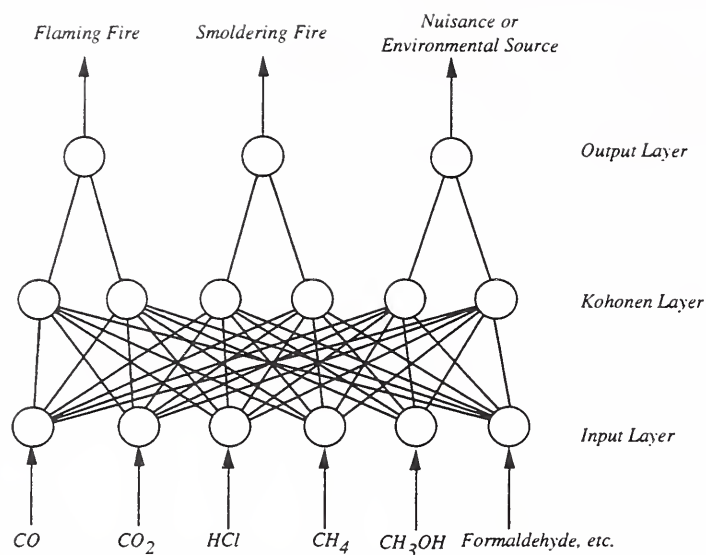 Flaming Fire
Smoldering Fire
Nuisance or
Environmental Source
Output Layer
Kohonen Layer
Input Layer
CO
CO2
HCl
CH4
CH3OH
Formaldehyde, etc.